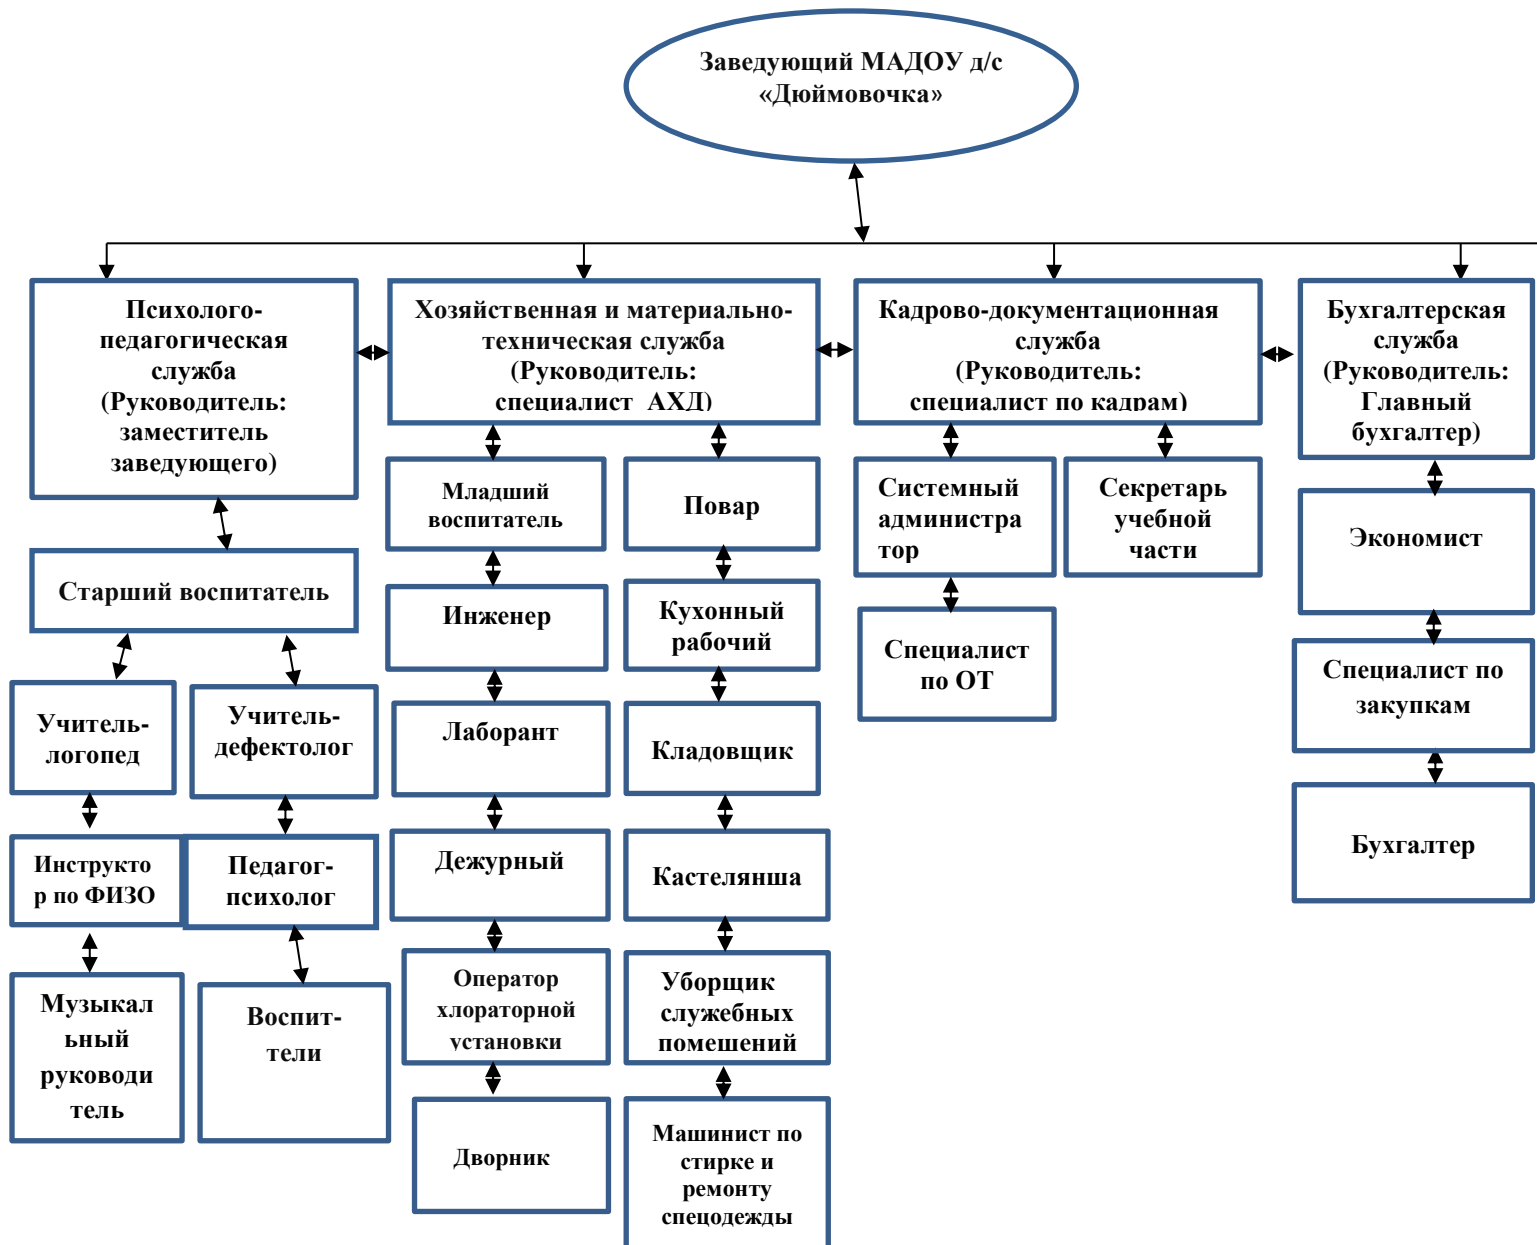 Заведующий МАДОУ д/с
«Дюймовочка»
Психолого-
педагогическая
служба
(Руководитель:
заместитель
заведующего)
Хозяйственная и материально-
техническая служба
(Руководитель:
специалист АХД)
Кадрово-документационная
служба
(Руководитель:
специалист по кадрам)
Бухгалтерская
служба
(Руководитель:
Главный
бухгалтер)
Старший воспитатель
Учитель-
логопед
Учитель-
дефектолог
Инструкто
р по ФИЗО
Педагог-
психолог
Музыкал
ьный
руководи
тель
Воспит-
тели
Младший
воспитатель
Повар
Инженер
Кухонный
рабочий
Лаборант
Кладовщик
Дежурный
Кастелянша
Оператор
хлораторной
установки
Уборщик
служебных
помешений
Дворник
Машинист по
стирке и
ремонту
спецодежды
Системный
администра
тор
Секретарь
учебной
части
Специалист
по ОТ
Экономист
Специалист по
закупкам
Бухгалтер